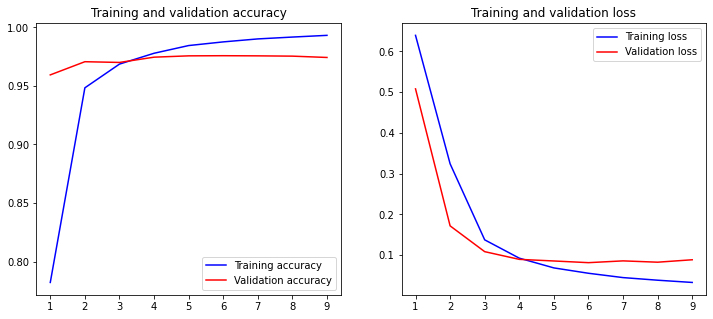 Training and validation accuracy
1.00
0.95
0.90
0.85
0.80
1 2 3 4 5 6 7 8 9
Training accuracy
Validation accuracy
Training and validation loss
0.6
0.5
0.4
0.3
0.2
0.1
1 2 3 4 5 6 7 8 9
Training loss
Validation loss